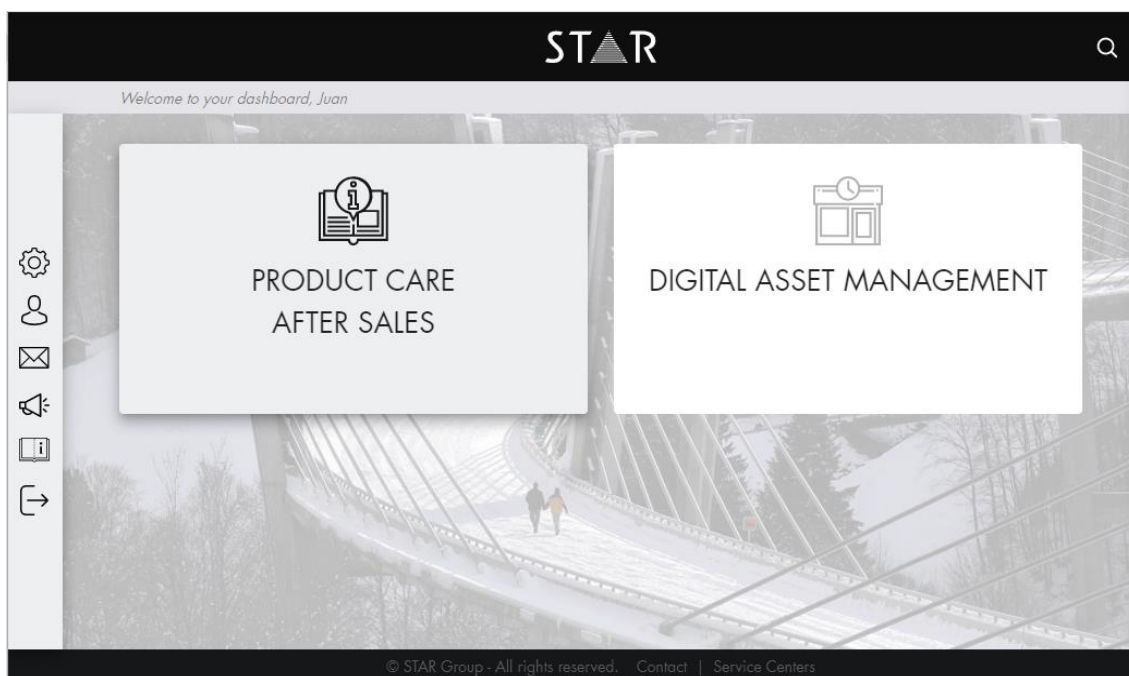 STAR
Welcome to your dashboard, Juan
PRODUCT CARE
AFTER SALES
DIGITAL ASSET MANAGEMENT
© STAR Group - All rights reserved. Contact | Service Centers